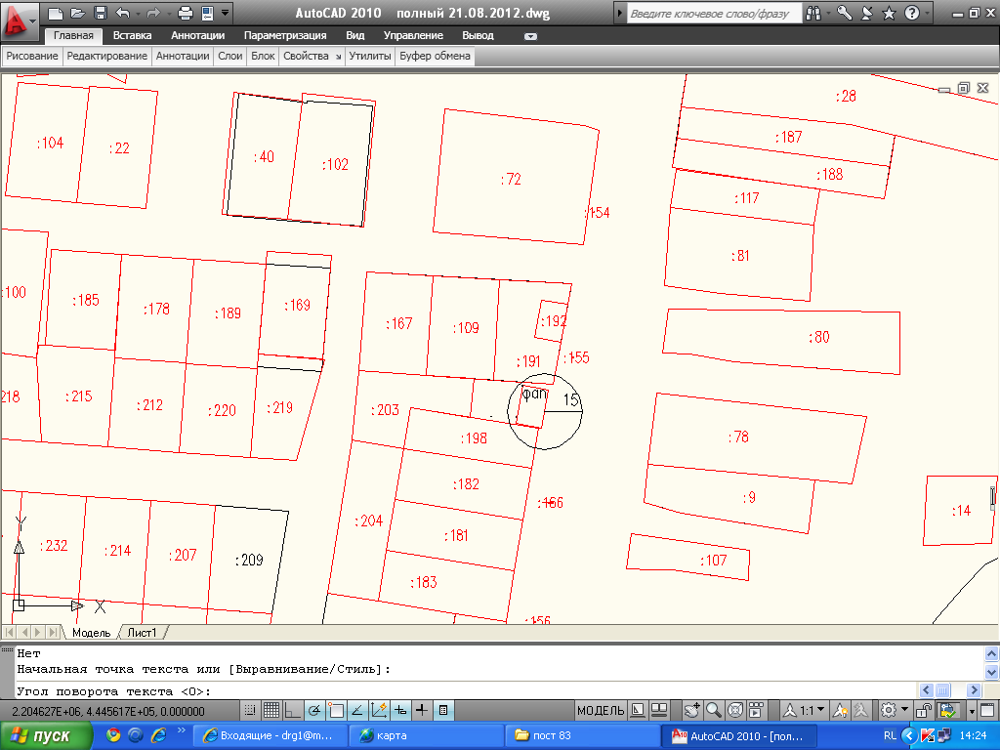 AutoCAD 2010 полный 21.08.2012.dwg
Введите ключевое слово/фразу
Главная Вставка Аннотации Параметризация Вид Управление Вывод
Рисование Редактирование Аннотации Слои Блок Свойства Утилиты Буфер обмена
:28
:104 :22 :40 :102 :187
:72 :188
:117
:154
:81
:100 :185 :178 :189 :169 :167 :109 :192 :80
:191 :155
218 :215 :212 :220 :219 :203 фап 15
:198 :78
:182 :9
:14
:232 :214 :207 :209 :204 :181
:183 :107
:156
Y
X
Модель Лист1
Нет
Начальная точка текста или [Выравнивание/Стиль]:
Угол поворота текста <0>:
2.204627E+06, 4.445617E+05, 0.000000 МОДЕЛЬ 1:1
пуск Входящие - drg1@m... карта пост 83 AutoCAD 2010 - [пол... RL 14:24